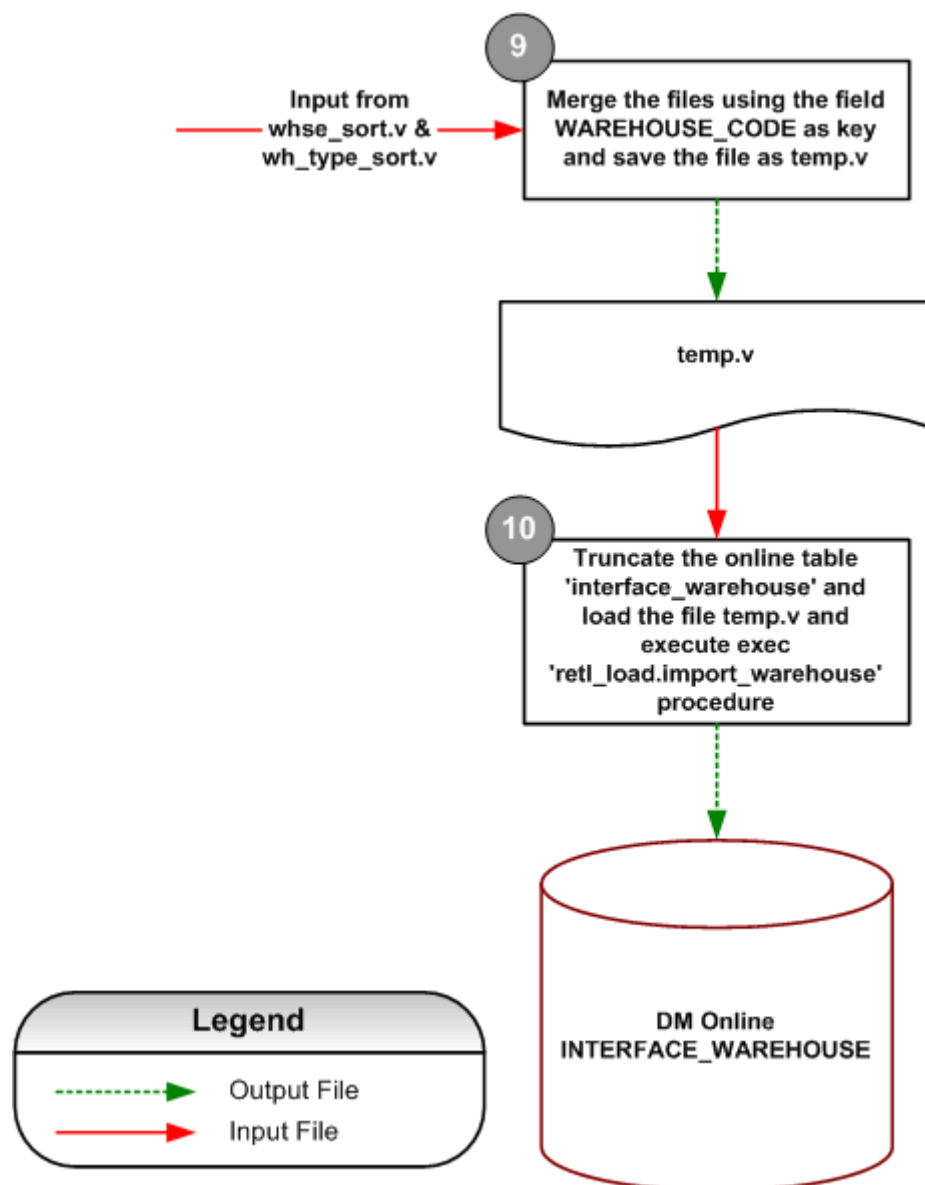 9
Input from
whse_sort.v &
wh_type_sort.v
Merge the files using the field
WAREHOUSE_CODE as key
and save the file as temp.v
temp.v
10
Truncate the online table
'interface_warehouse' and
load the file temp.v and
execute exec
'retl_load.import_warehouse'
procedure
DM Online
INTERFACE_WAREHOUSE
Legend
Output File
Input File